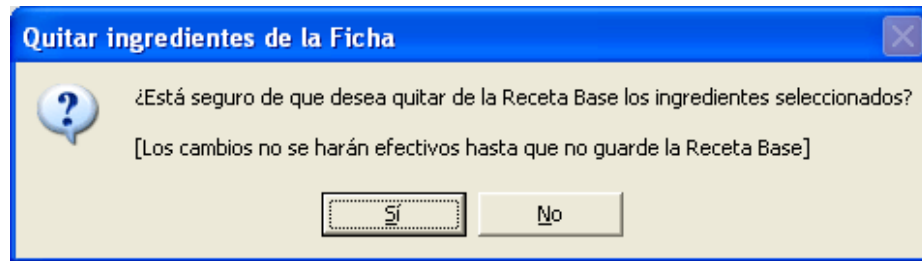 Quitar ingredientes de la Ficha
¿Está seguro de que desea quitar de la Receta Base los ingredientes seleccionados?
[Los cambios no se harán efectivos hasta que no guarde la Receta Base]
Sí
No